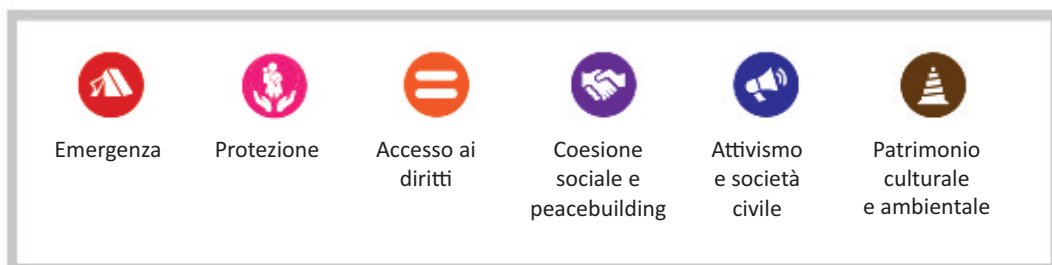 Emergenza
Protezione
Accesso ai
diritti
Coesione
sociale e
peacebuilding
Attivismo
e società
civile
Patrimonio
culturale
e ambientale